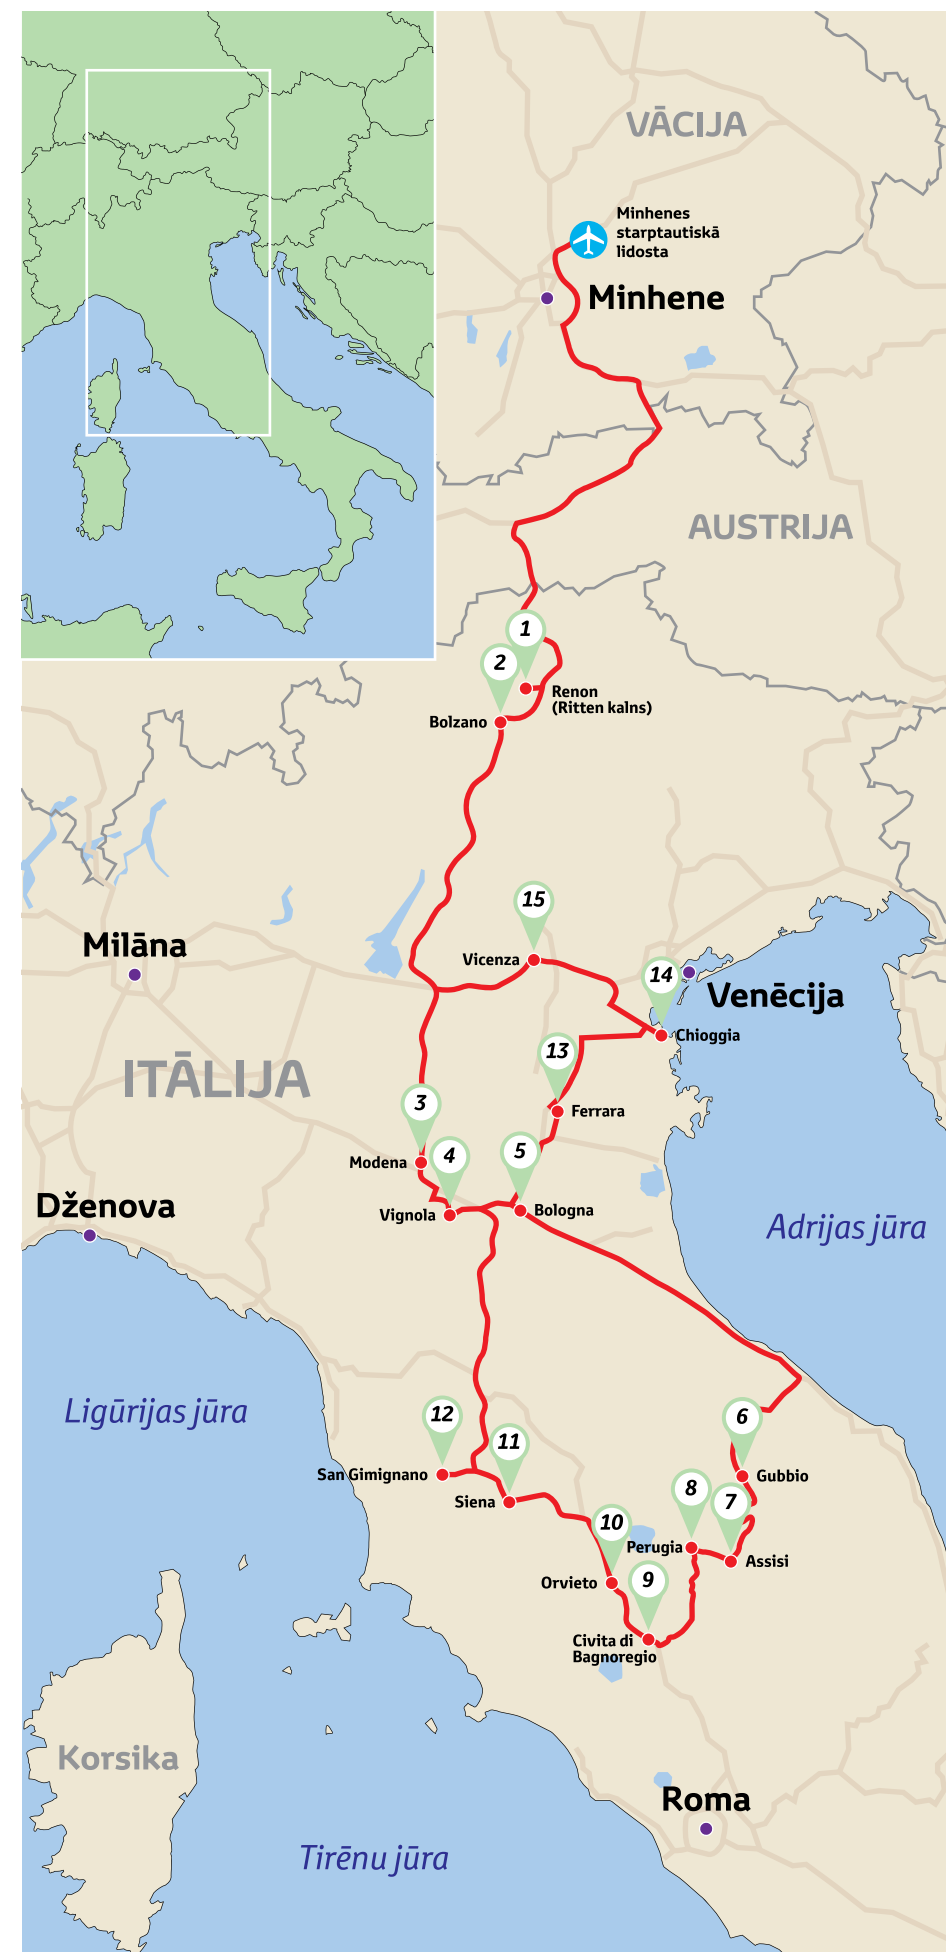 VĀCIJA
Minhenes
starptautiskā
lidosta
Minhene
AUSTRIJA
1
2
Renon
(Ritten kalns)
Bolzano
15
Milāna
Vicenza
14
Venēcija
Chioggia
13
ITĀLIJA
3
Ferrara
4
5
Modena
Dženova
Vignola
Bologna
Adrijas jūra
Ligūrijas jūra
12
6
11
San Gimignano
Gubbio
8
7
Siena
10
Perugia
Assisi
9
Orvieto
Civita di
Bagnoregio
Korsika
Roma
Tirēnu jūra